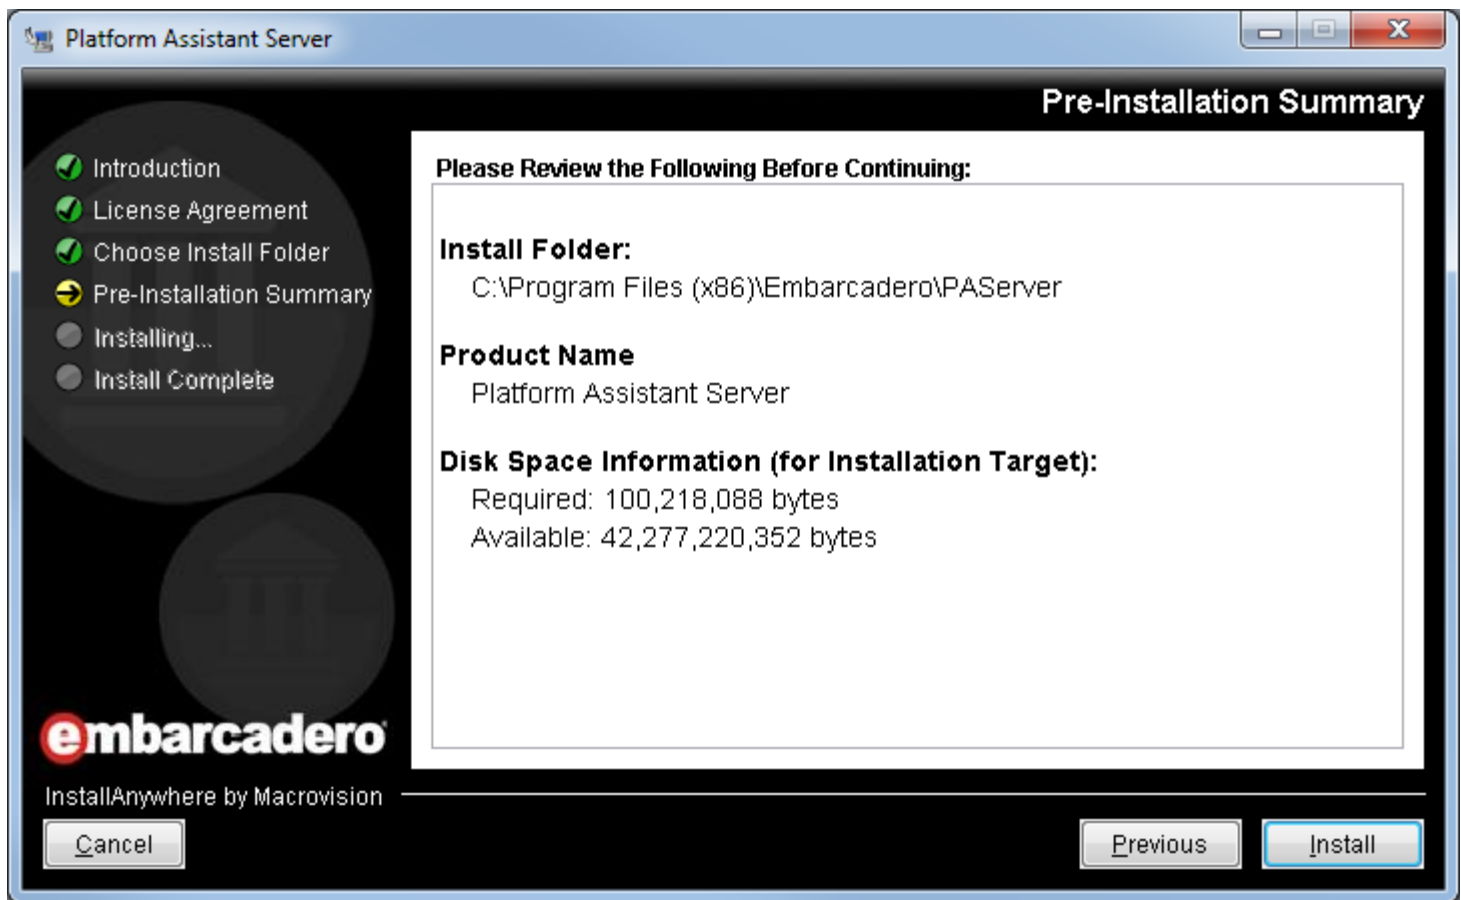 Platform Assistant Server
Pre-Installation Summary
Introduction
License Agreement
Choose Install Folder
Pre-Installation Summary
Installing...
Install Complete
Please Review the Following Before Continuing:
Install Folder:
C:\Program Files (x86)\Embarcadero\PAServer
Product Name
Platform Assistant Server
Disk Space Information (for Installation Target):
Required: 100,218,088 bytes
Available: 42,277,220,352 bytes
embarcadero
InstallAnywhere by Macrovision
Cancel
Previous
Install